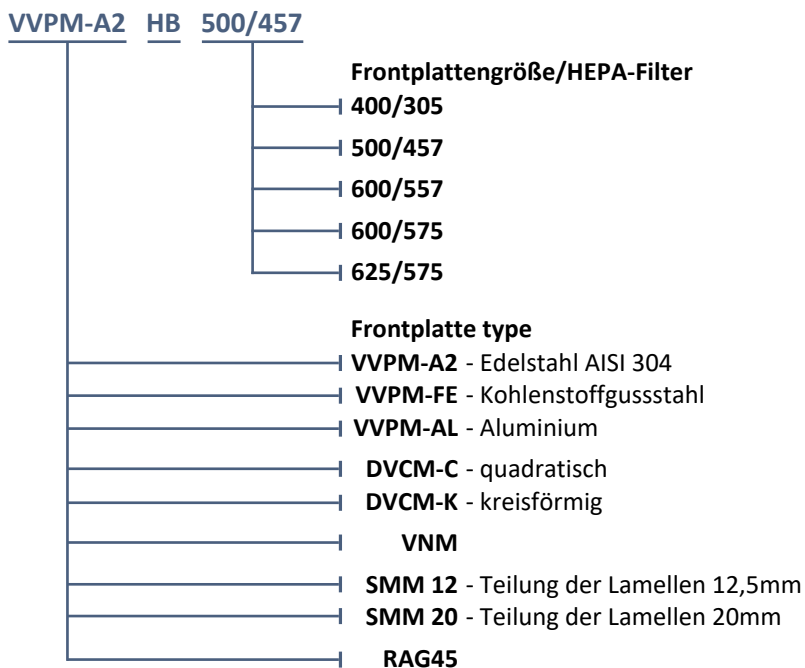 VVPM-A2 HB 500/457
Frontplattengröße/HEPA-Filter
400/305
500/457
600/557
600/575
625/575
Frontplatte type
VVPM-A2 - Edelstahl AISI 304
VVPM-FE - Kohlenstoffgussstahl
VVPM-AL - Aluminium
DVCM-C - quadratisch
DVCM-K - kreisförmig
VNM
SMM 12 - Teilung der Lamellen 12,5mm
SMM 20 - Teilung der Lamellen 20mm
RAG45